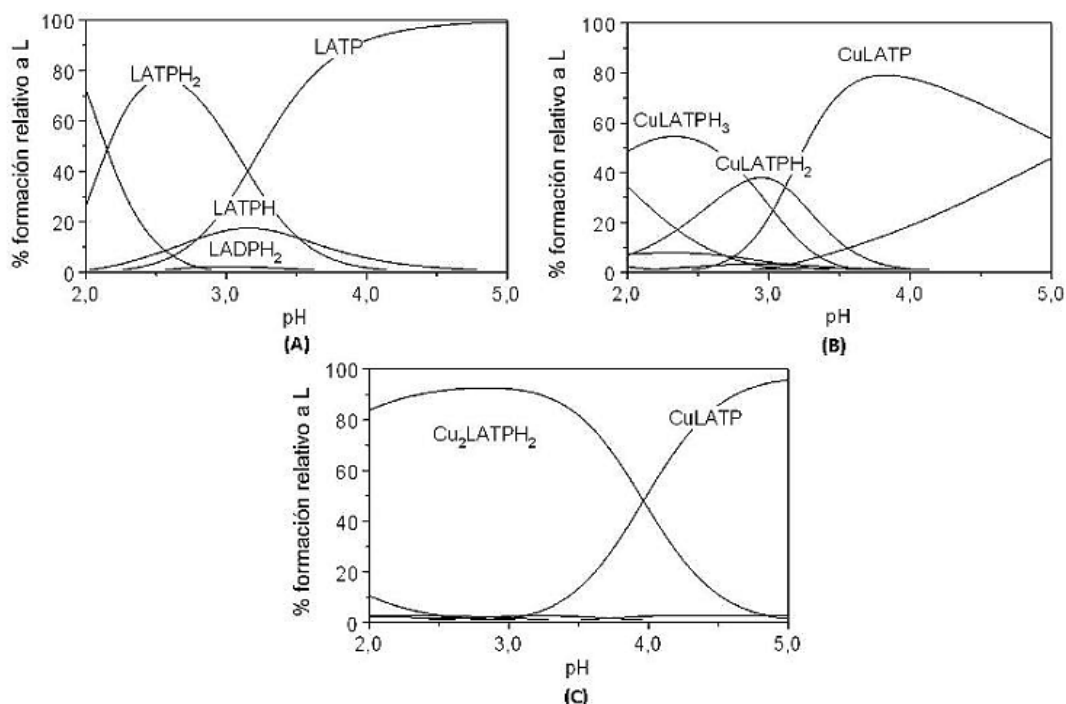 % formación relativo a L
100
80
60
40
20
0
LATPH₂
LATP
LATPH
LADPH₂
2,0 3,0 4,0 5,0
pH
(A)
% formación relativo a L
100
80
60
40
20
0
CuLATP
CuLATPH₃
CuLATPH₂
2,0 3,0 4,0 5,0
pH
(B)
% formación relativo a L
100
80
60
40
20
0
Cu₂LATPH₂
CuLATP
2,0 3,0 4,0 5,0
pH
(C)